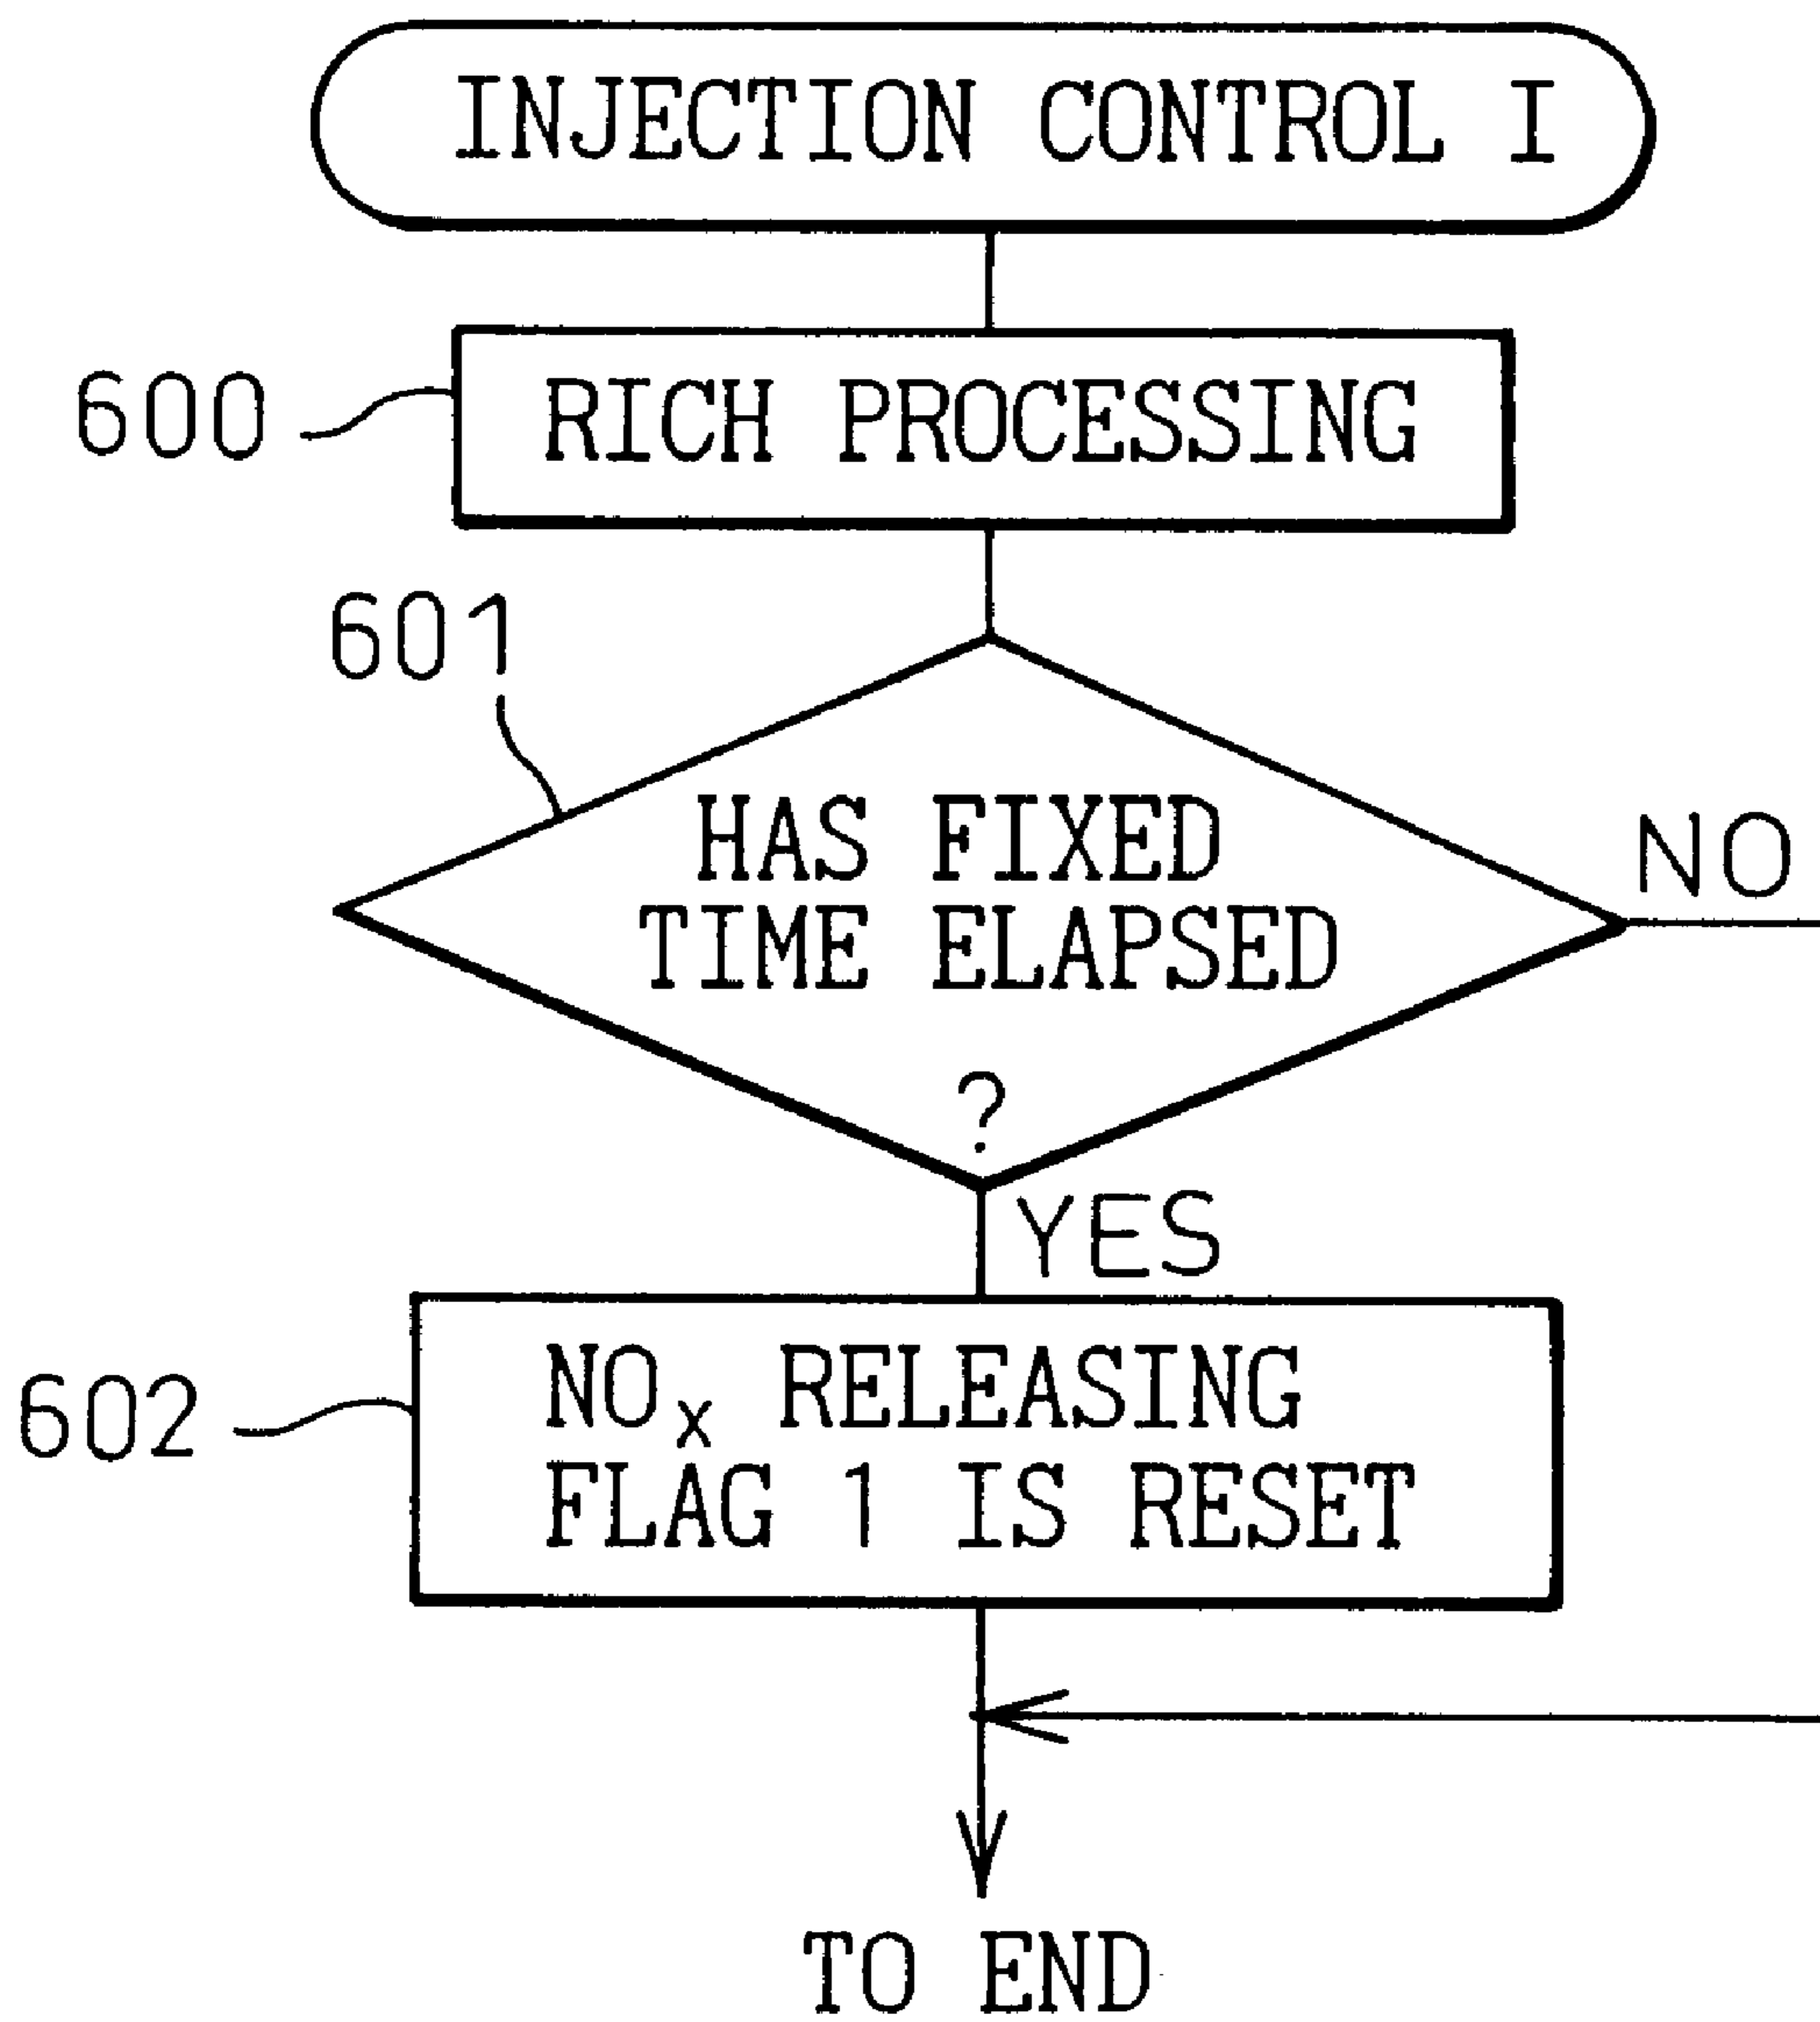 INJECTION CONTROL I
600
RICH PROCESSING
601
HAS FIXED
TIME ELAPSED
?
NO
YES
602
NOx RELEASING
FLAG 1 IS RESET
TO END